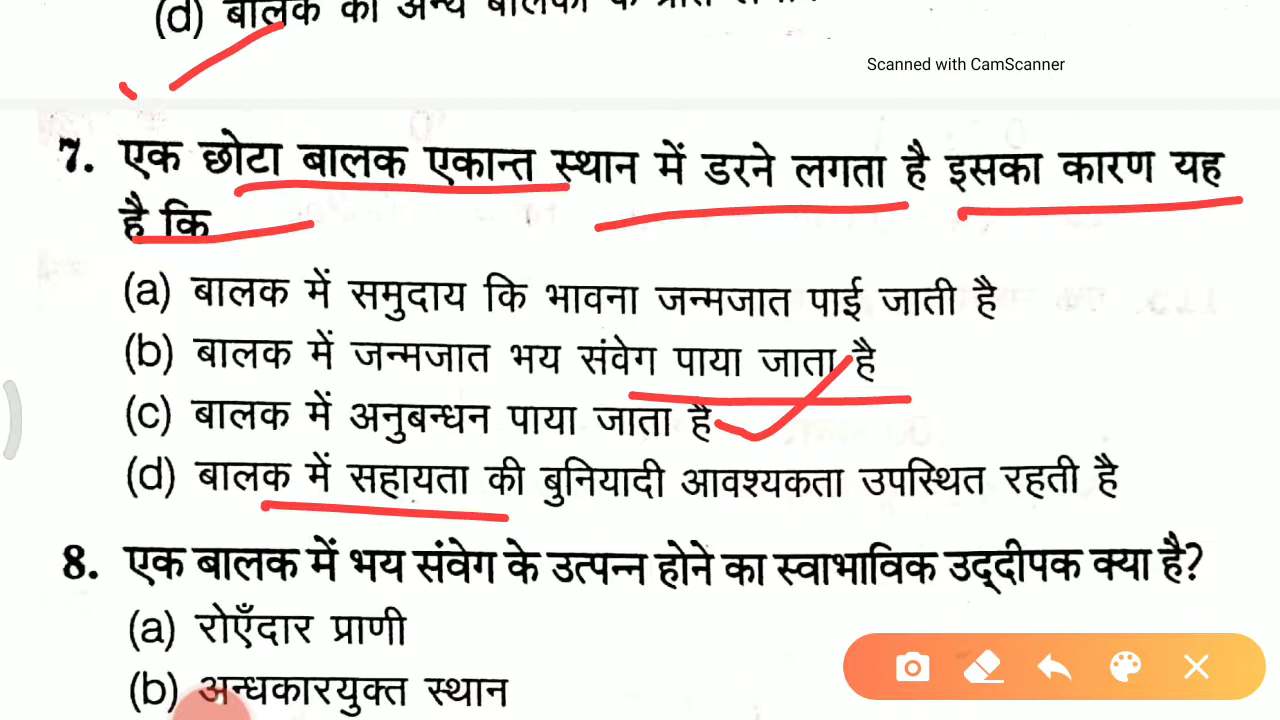 (d) बालक का अन्य बालकों के प्रति
Scanned with CamScanner
7. एक छोटा बालक एकान्त स्थान में डरने लगता है इसका कारण यह
है कि
(a) बालक में समुदाय कि भावना जन्मजात पाई जाती है
(b) बालक में जन्मजात भय संवेग पाया जाता है
(c) बालक में अनुबन्धन पाया जाता है
(d) बालक में सहायता की बुनियादी आवश्यकता उपस्थित रहती है
8. एक बालक में भय संवेग के उत्पन्न होने का स्वाभाविक उद्दीपक क्या है?
(a) रोएँदार प्राणी
(b) अन्धकारयुक्त स्थान